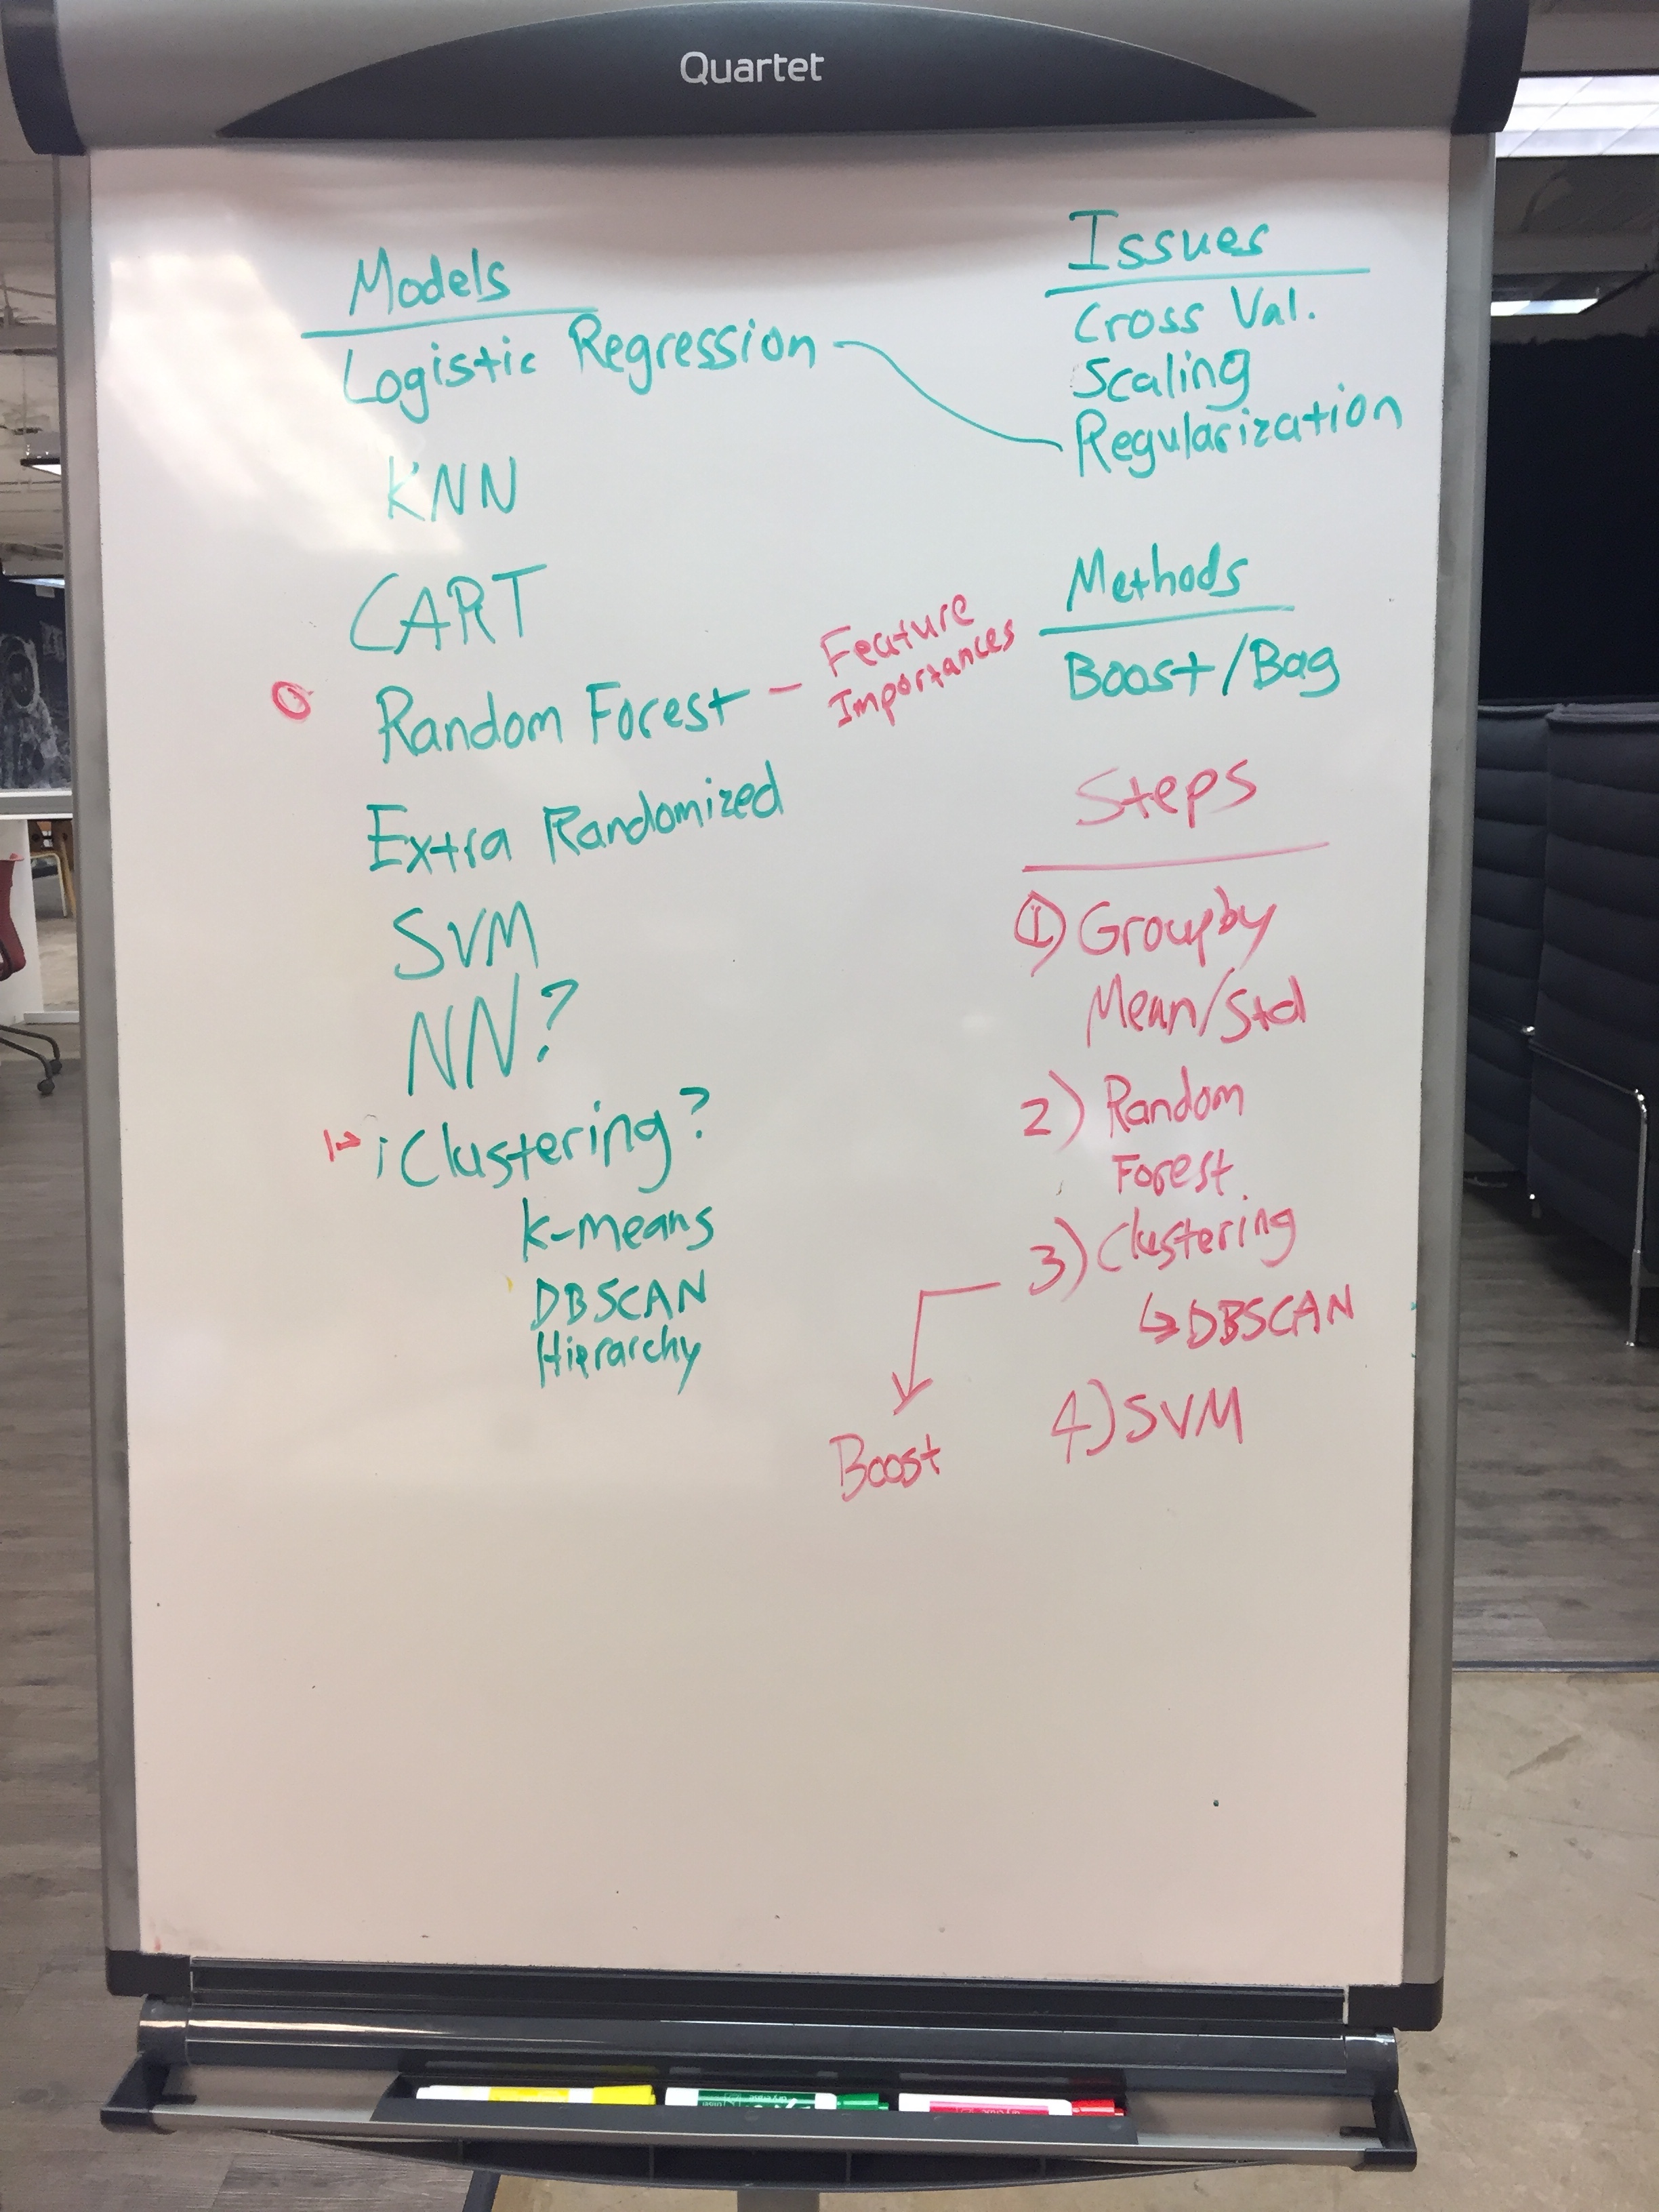 Quartet
Models
Logistic Regression
KNN
CART
Random Forest - Feature
Importances
Extra Randomized
SVM
NN?
¡Clustering?
K-means
DBSCAN
Hierarchy
Issues
Cross Val.
Scaling
Regularization
Methods
Boost/Bag
Steps
1) Groupby
Mean/Std
2) Random
Forest
3) Clustering
↳ DBSCAN
Boost
4) SVM